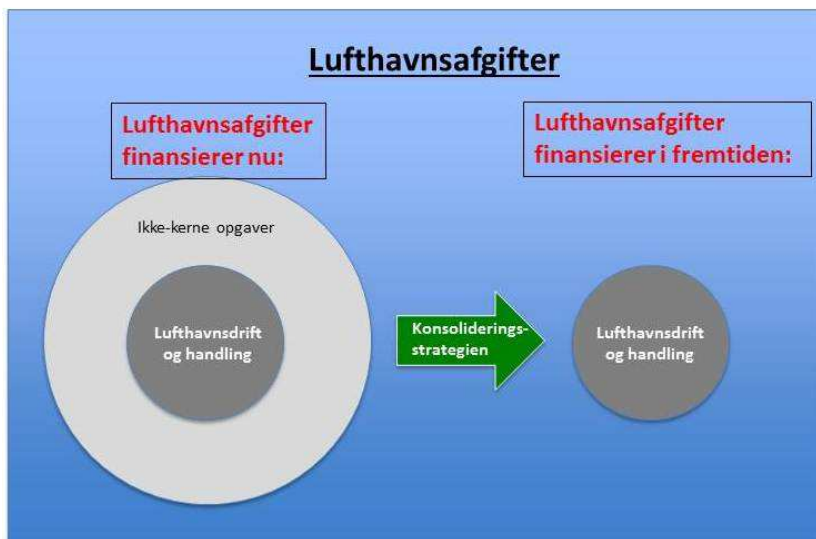 Lufthavnsafgifter
Lufthavnsafgifter
finansierer nu:
Lufthavnsafgifter
finansierer i fremtiden:
Ikke-kerne opgaver
Lufthavnsdrift
og handling
Konsoliderings-
strategien
Lufthavnsdrift
og handling